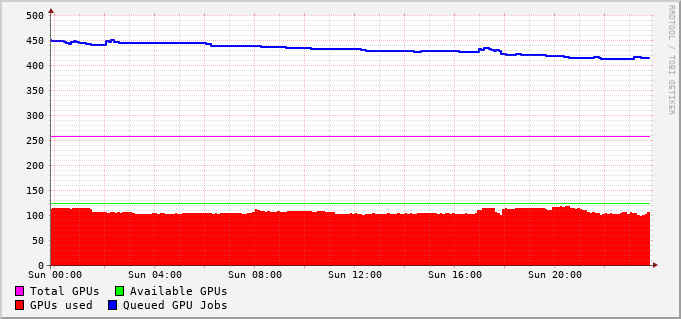 500
450
400
350
300
250
200
150
100
50
0
Sun 00:00 Sun 04:00 Sun 08:00 Sun 12:00 Sun 16:00 Sun 20:00
Total GPUs Available GPUs
GPUs used Queued GPU Jobs
RRDTOOL / TOBI OETIKER